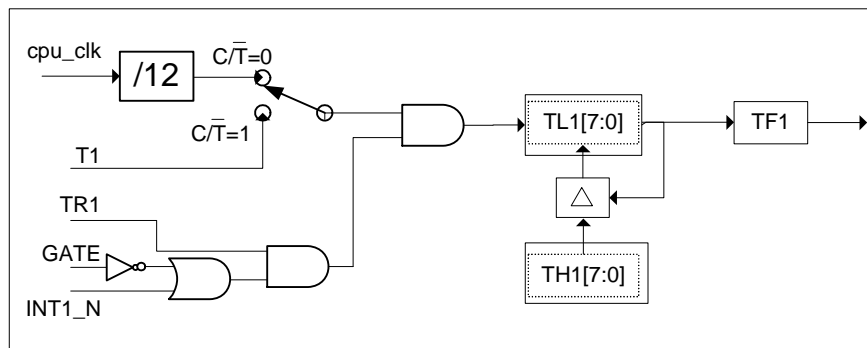 cpu_clk
/12
C/T̅=0
C/T̅=1
T1
TR1
GATE
INT1_N
TL1[7:0]
TF1
TH1[7:0]